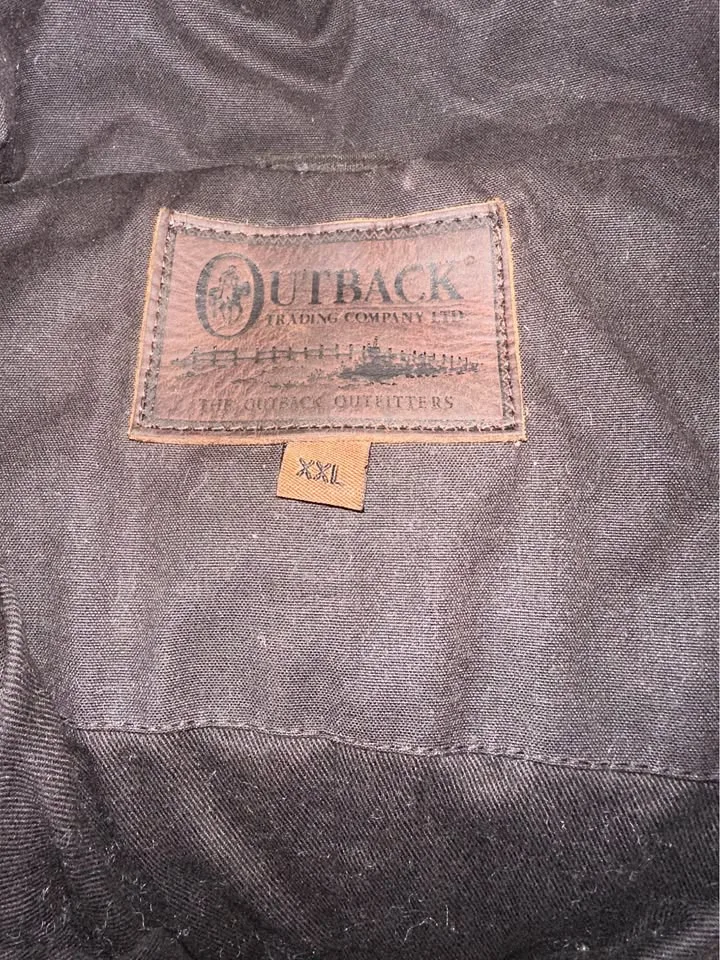 OUTBACK®
TRADING COMPANY LTD
THE OUTBACK OUTFITTERS
XXL